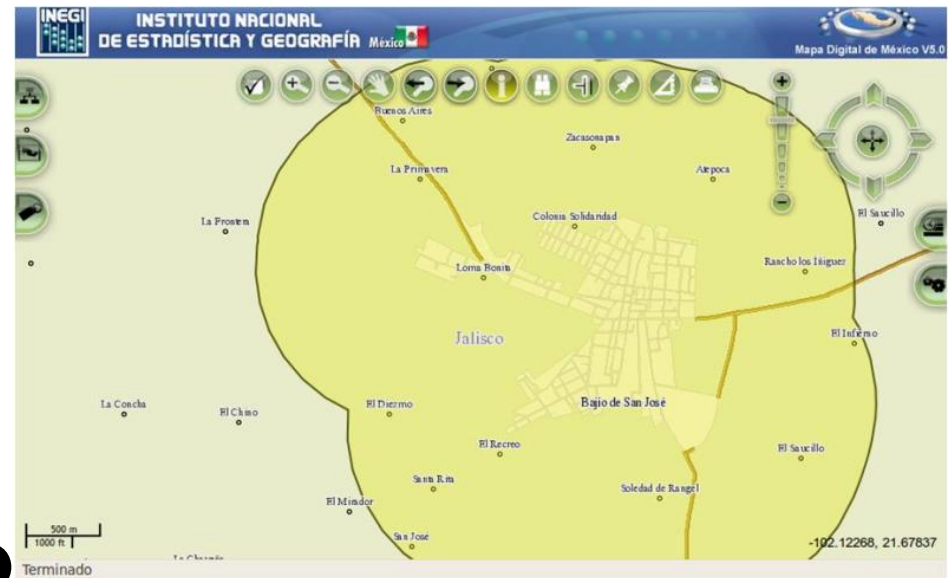 INEGI
INSTITUTO NACIONAL
DE ESTADÍSTICA Y GEOGRAFÍA México
Mapa Digital de México V5.0
Buenos Aires
Zacasonapan
La Primavera
Atepoca
La Frontera
Colonia Solidaridad
El Saucillo
Loma Bonita
Rancho los Iñiguez
Jalisco
El Infierno
La Concha
El Chino
El Diezmo
Bajío de San José
El Recreo
El Saucillo
Santa Rita
Soledad de Rangel
El Mirador
San José
500 m
1000 ft
-102.12268, 21.67837
Terminado